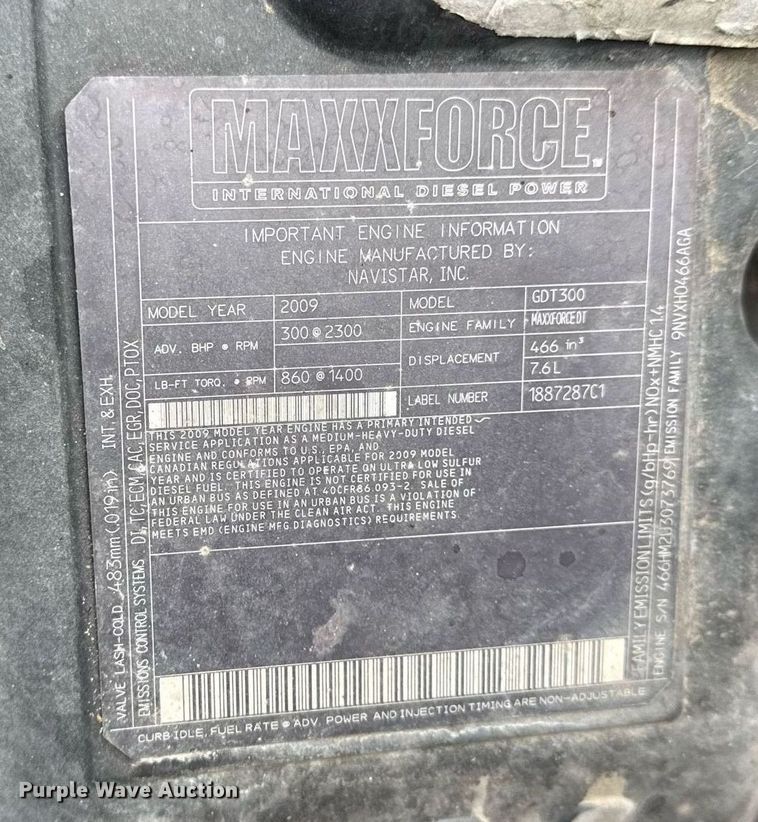 MAXXFORCE™
INTERNATIONAL DIESEL POWER
IMPORTANT ENGINE INFORMATION
ENGINE MANUFACTURED BY:
NAVISTAR, INC.
MODEL YEAR 2009 MODEL GDT300
ADV. BHP @ RPM 300@2300 ENGINE FAMILY MAXXFORCE DT
DISPLACEMENT 466 in³
7.6L
LB-FT TORQ. @ RPM 860@1400
LABEL NUMBER 1887287C1
THIS 2009 MODEL YEAR ENGINE HAS A PRIMARY INTENDED
SERVICE APPLICATION AS A MEDIUM-HEAVY-DUTY DIESEL
ENGINE AND CONFORMS TO U.S. EPA, AND
CANADIAN REGULATIONS APPLICABLE FOR 2009 MODEL
YEAR AND IS CERTIFIED TO OPERATE ON ULTRA LOW SULFUR
DIESEL FUEL. THIS ENGINE IS NOT CERTIFIED FOR USE IN
AN URBAN BUS AS DEFINED AT 40CFR86.093-2. SALE OF
THIS ENGINE FOR USE IN AN URBAN BUS IS A VIOLATION OF
FEDERAL LAW UNDER THE CLEAN AIR ACT. THIS ENGINE
MEETS EMD (ENGINE MFG DIAGNOSTICS) REQUIREMENTS
VALVE LASH-COLD .483mm(.019in) INT & EXH
EMISSIONS CONTROL SYSTEMS DI, TC, ECM, CAC, EGR, DOC, PTOX
FAMILY EMISSION LIMITS (g/bHp-hr) NOx+NMHC 1.4
ENGINE S/N 466HM2U3073769 EMISSION FAMILY 9NVXH0466AGA
CURB IDLE, FUEL RATE @ ADV. POWER AND INJECTION TIMING ARE NON-ADJUSTABLE
Purple Wave Auction